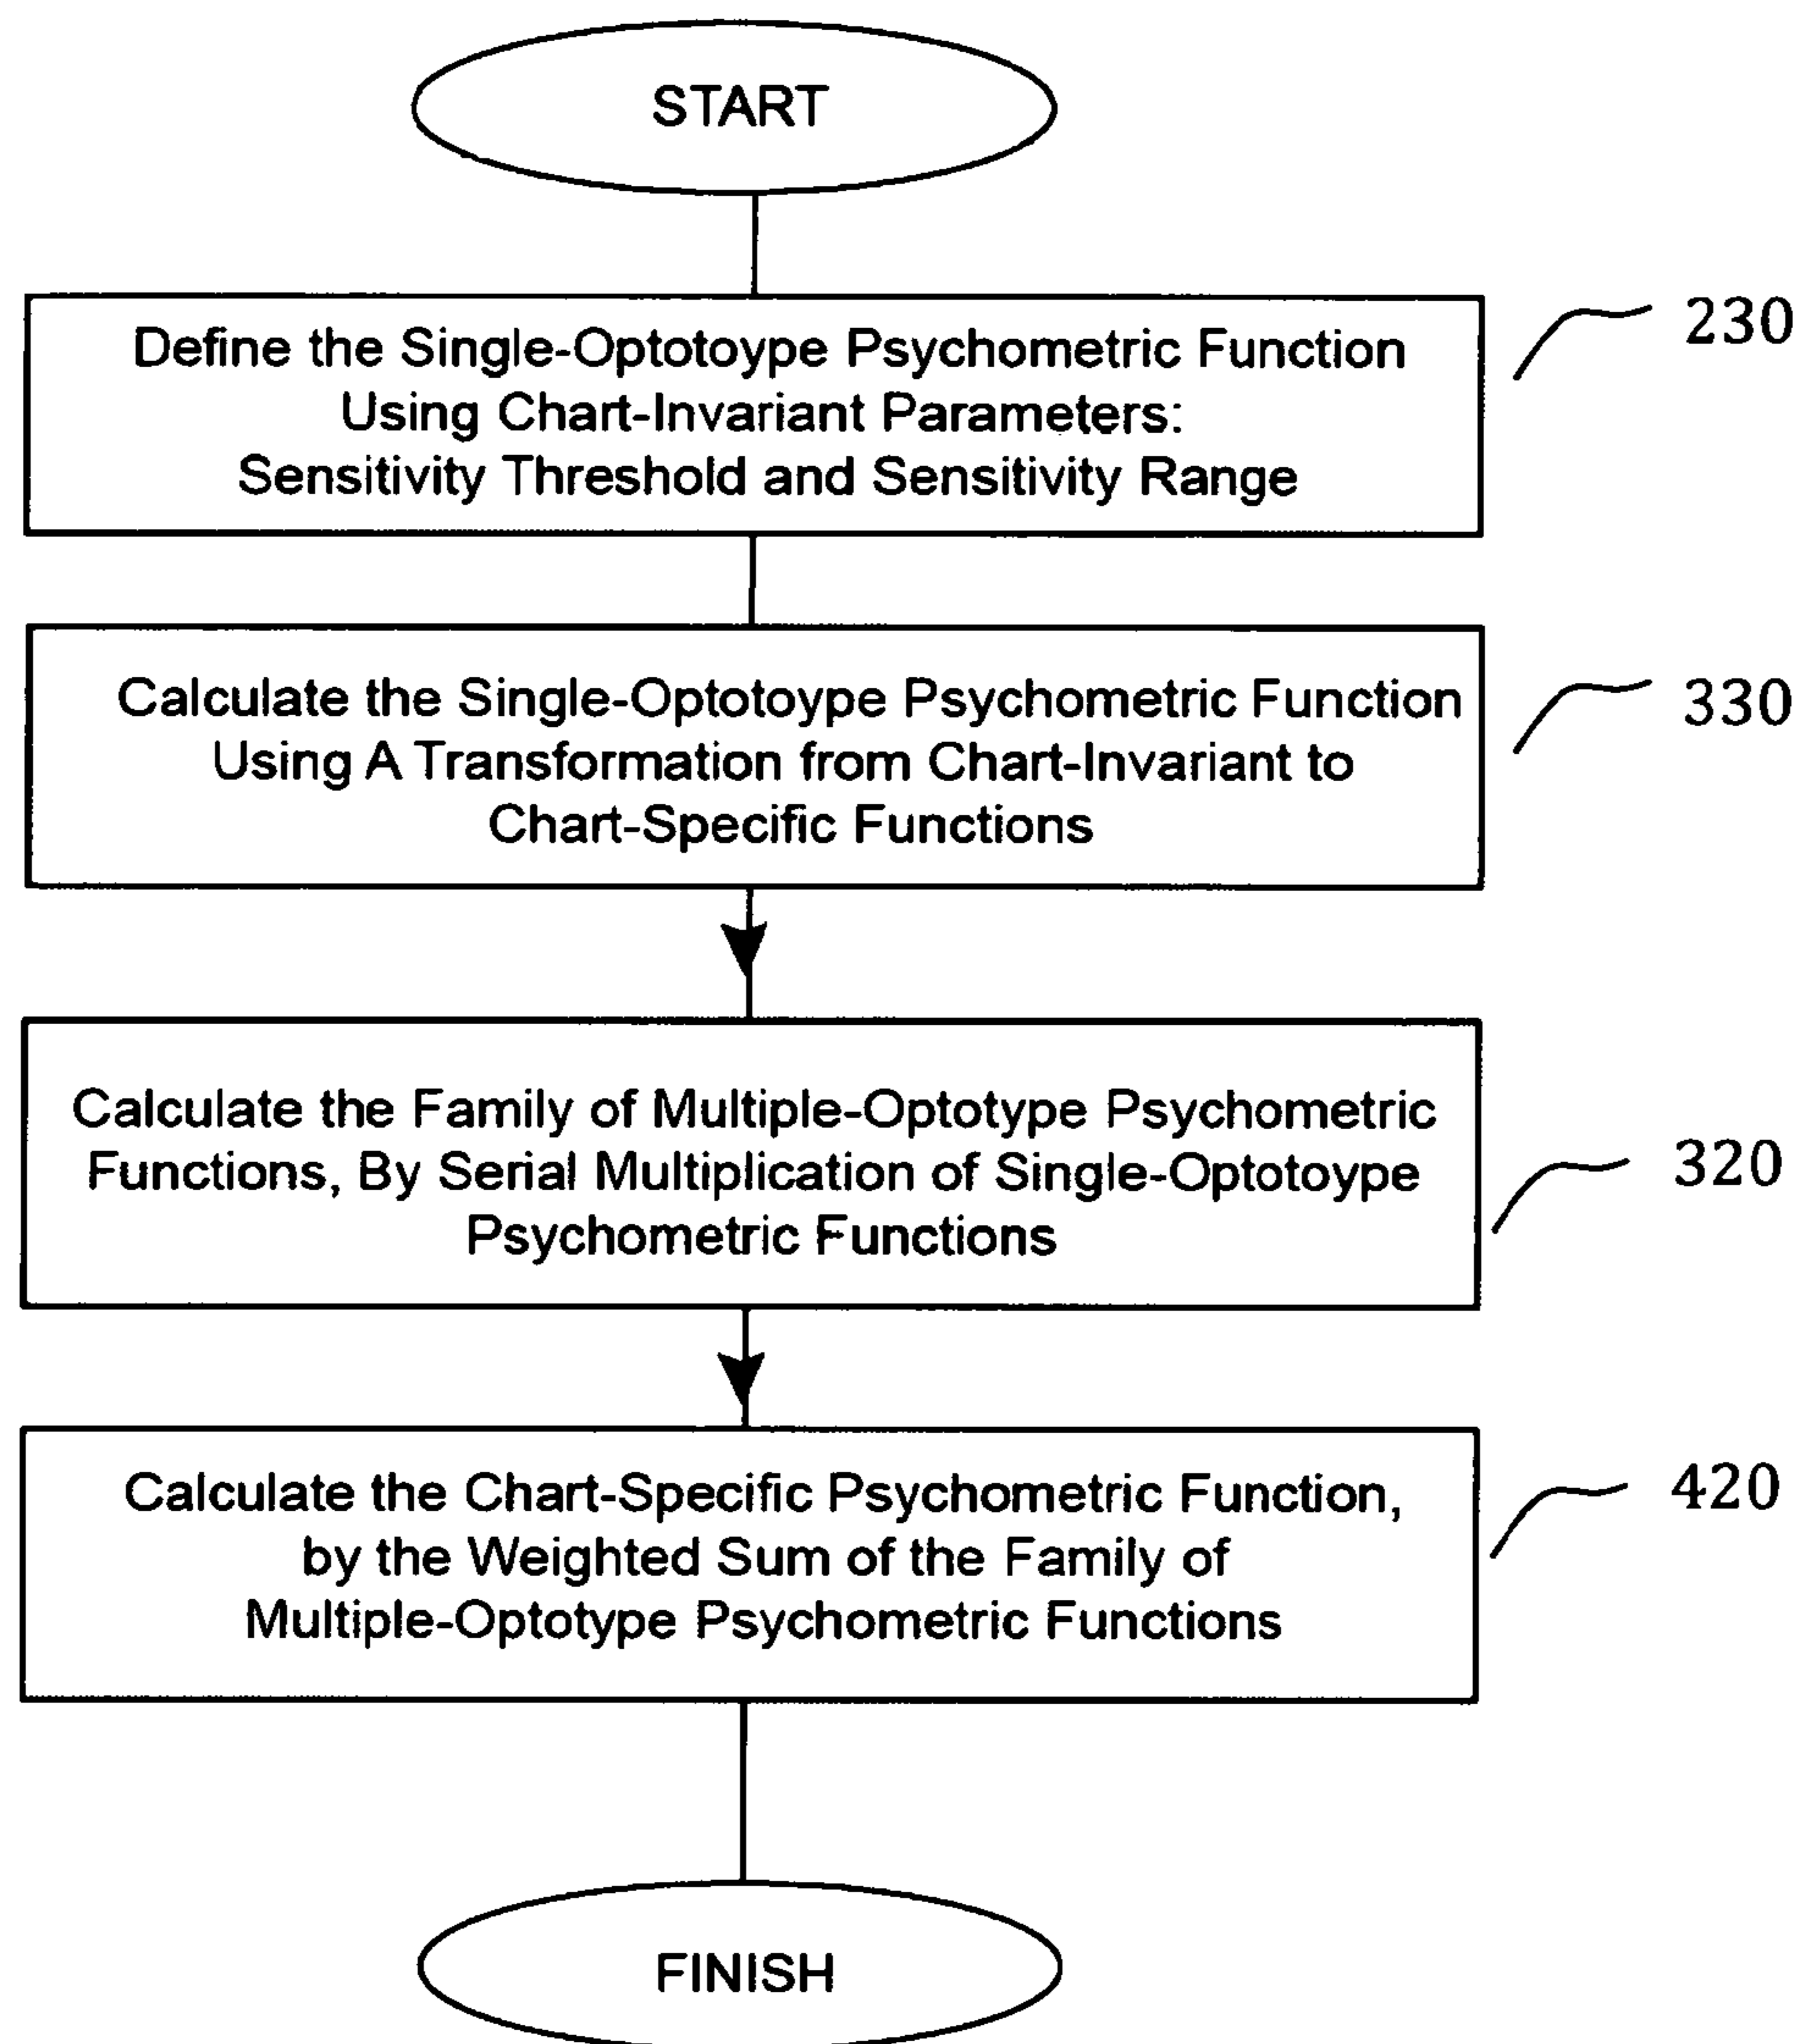 START
Define the Single-Optotoype Psychometric Function
Using Chart-Invariant Parameters:
Sensitivity Threshold and Sensitivity Range
230
Calculate the Single-Optotoype Psychometric Function
Using A Transformation from Chart-Invariant to
Chart-Specific Functions
330
Calculate the Family of Multiple-Optotype Psychometric
Functions, By Serial Multiplication of Single-Optotoype
Psychometric Functions
320
Calculate the Chart-Specific Psychometric Function,
by the Weighted Sum of the Family of
Multiple-Optotype Psychometric Functions
420
FINISH